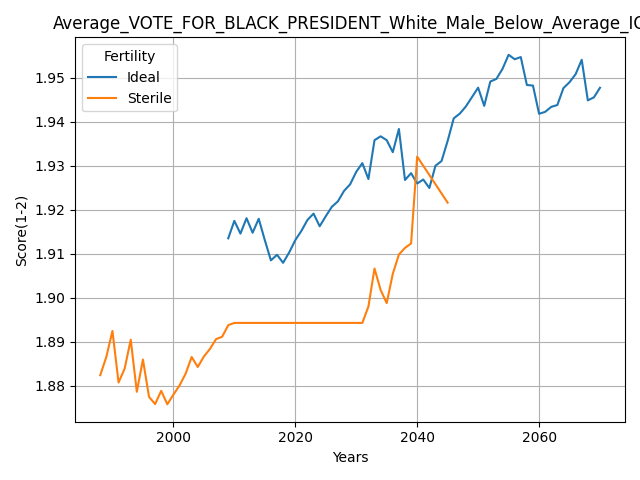 Average_VOTE_FOR_BLACK_PRESIDENT_White_Male_Below_Average_IC
Fertility
Ideal
Sterile
1.95
1.94
1.93
1.92
1.91
1.90
1.89
1.88
Score(1-2)
2000 2020 2040 2060
Years